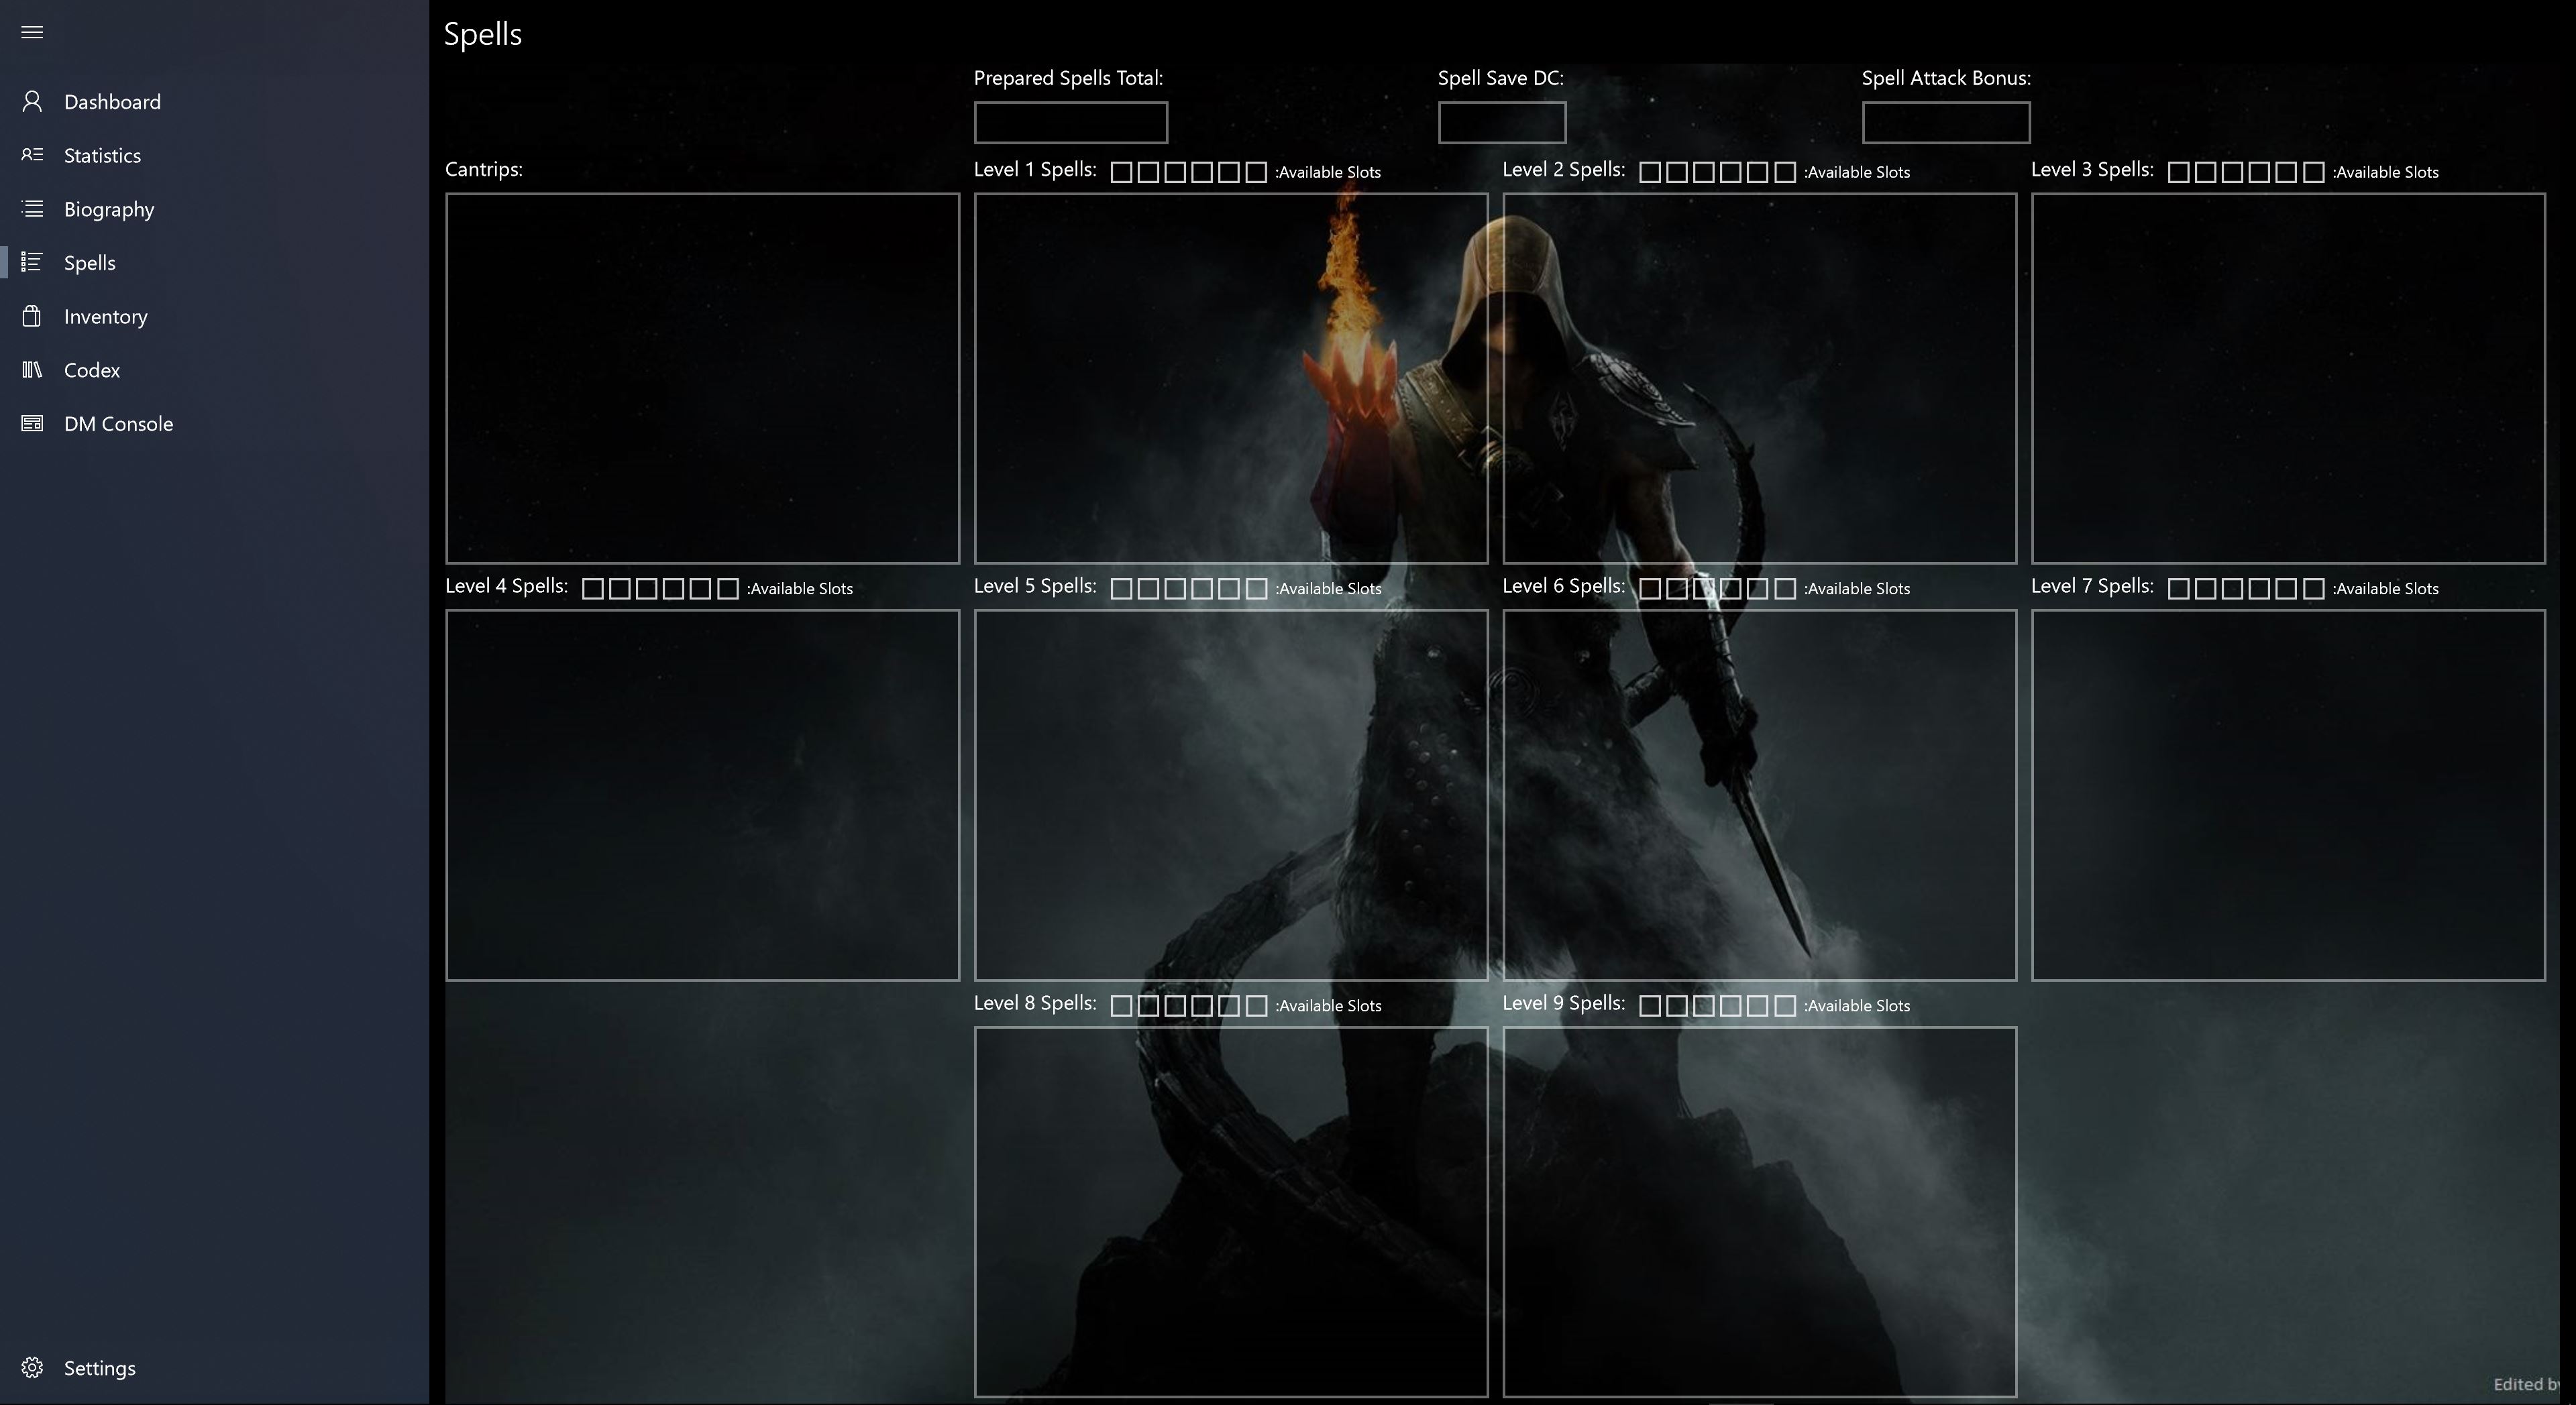 Spells
Dashboard
Statistics
Biography
Spells
Inventory
Codex
DM Console
Settings
Prepared Spells Total:
Spell Save DC:
Spell Attack Bonus:
Cantrips:
Level 1 Spells: :Available Slots
Level 2 Spells: :Available Slots
Level 3 Spells: :Available Slots
Level 4 Spells: :Available Slots
Level 5 Spells: :Available Slots
Level 6 Spells: :Available Slots
Level 7 Spells: :Available Slots
Level 8 Spells: :Available Slots
Level 9 Spells: :Available Slots
Edited by